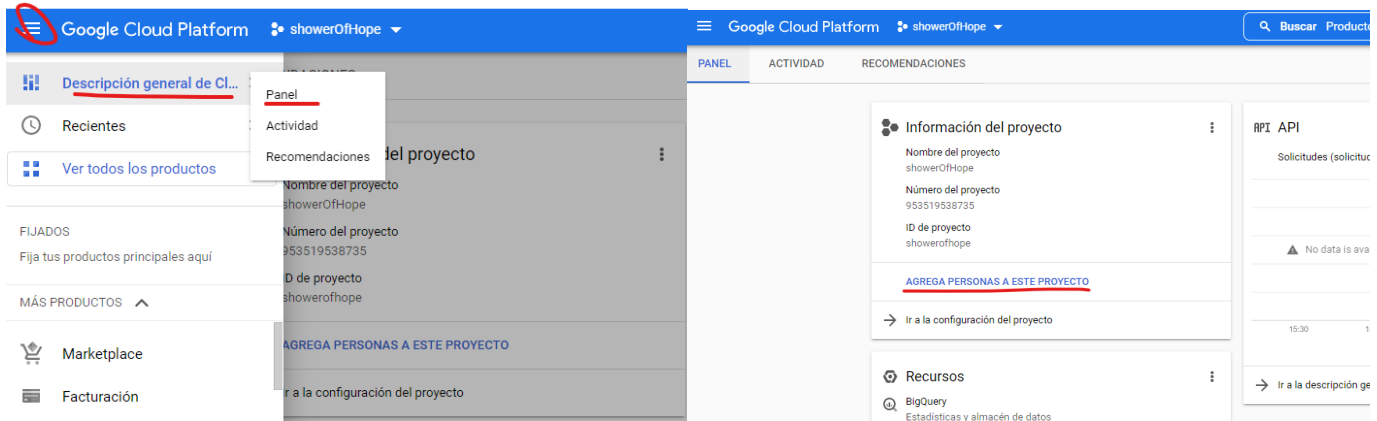 Google Cloud Platform showerOfHope
Descripción general de Cl...
Recientes
Ver todos los productos
FIJADOS
Fija tus productos principales aquí
MÁS PRODUCTOS
Marketplace
Facturación
Panel
Actividad
Recomendaciones
del proyecto
Nombre del proyecto
showerOfHope
Número del proyecto
953519538735
ID de proyecto
showerofhope
AGREGA PERSONAS A ESTE PROYECTO
Ir a la configuración del proyecto
Google Cloud Platform showerOfHope
Buscar Producto
PANEL ACTIVIDAD RECOMENDACIONES
Información del proyecto
Nombre del proyecto
showerOfHope
Número del proyecto
953519538735
ID de proyecto
showerofhope
AGREGA PERSONAS A ESTE PROYECTO
Ir a la configuración del proyecto
Recursos
BigQuery
Estadísticas y almacén de datos
API API
Solicitudes (solicitud
No data is ava
15:30 1
Ir a la descripción ge